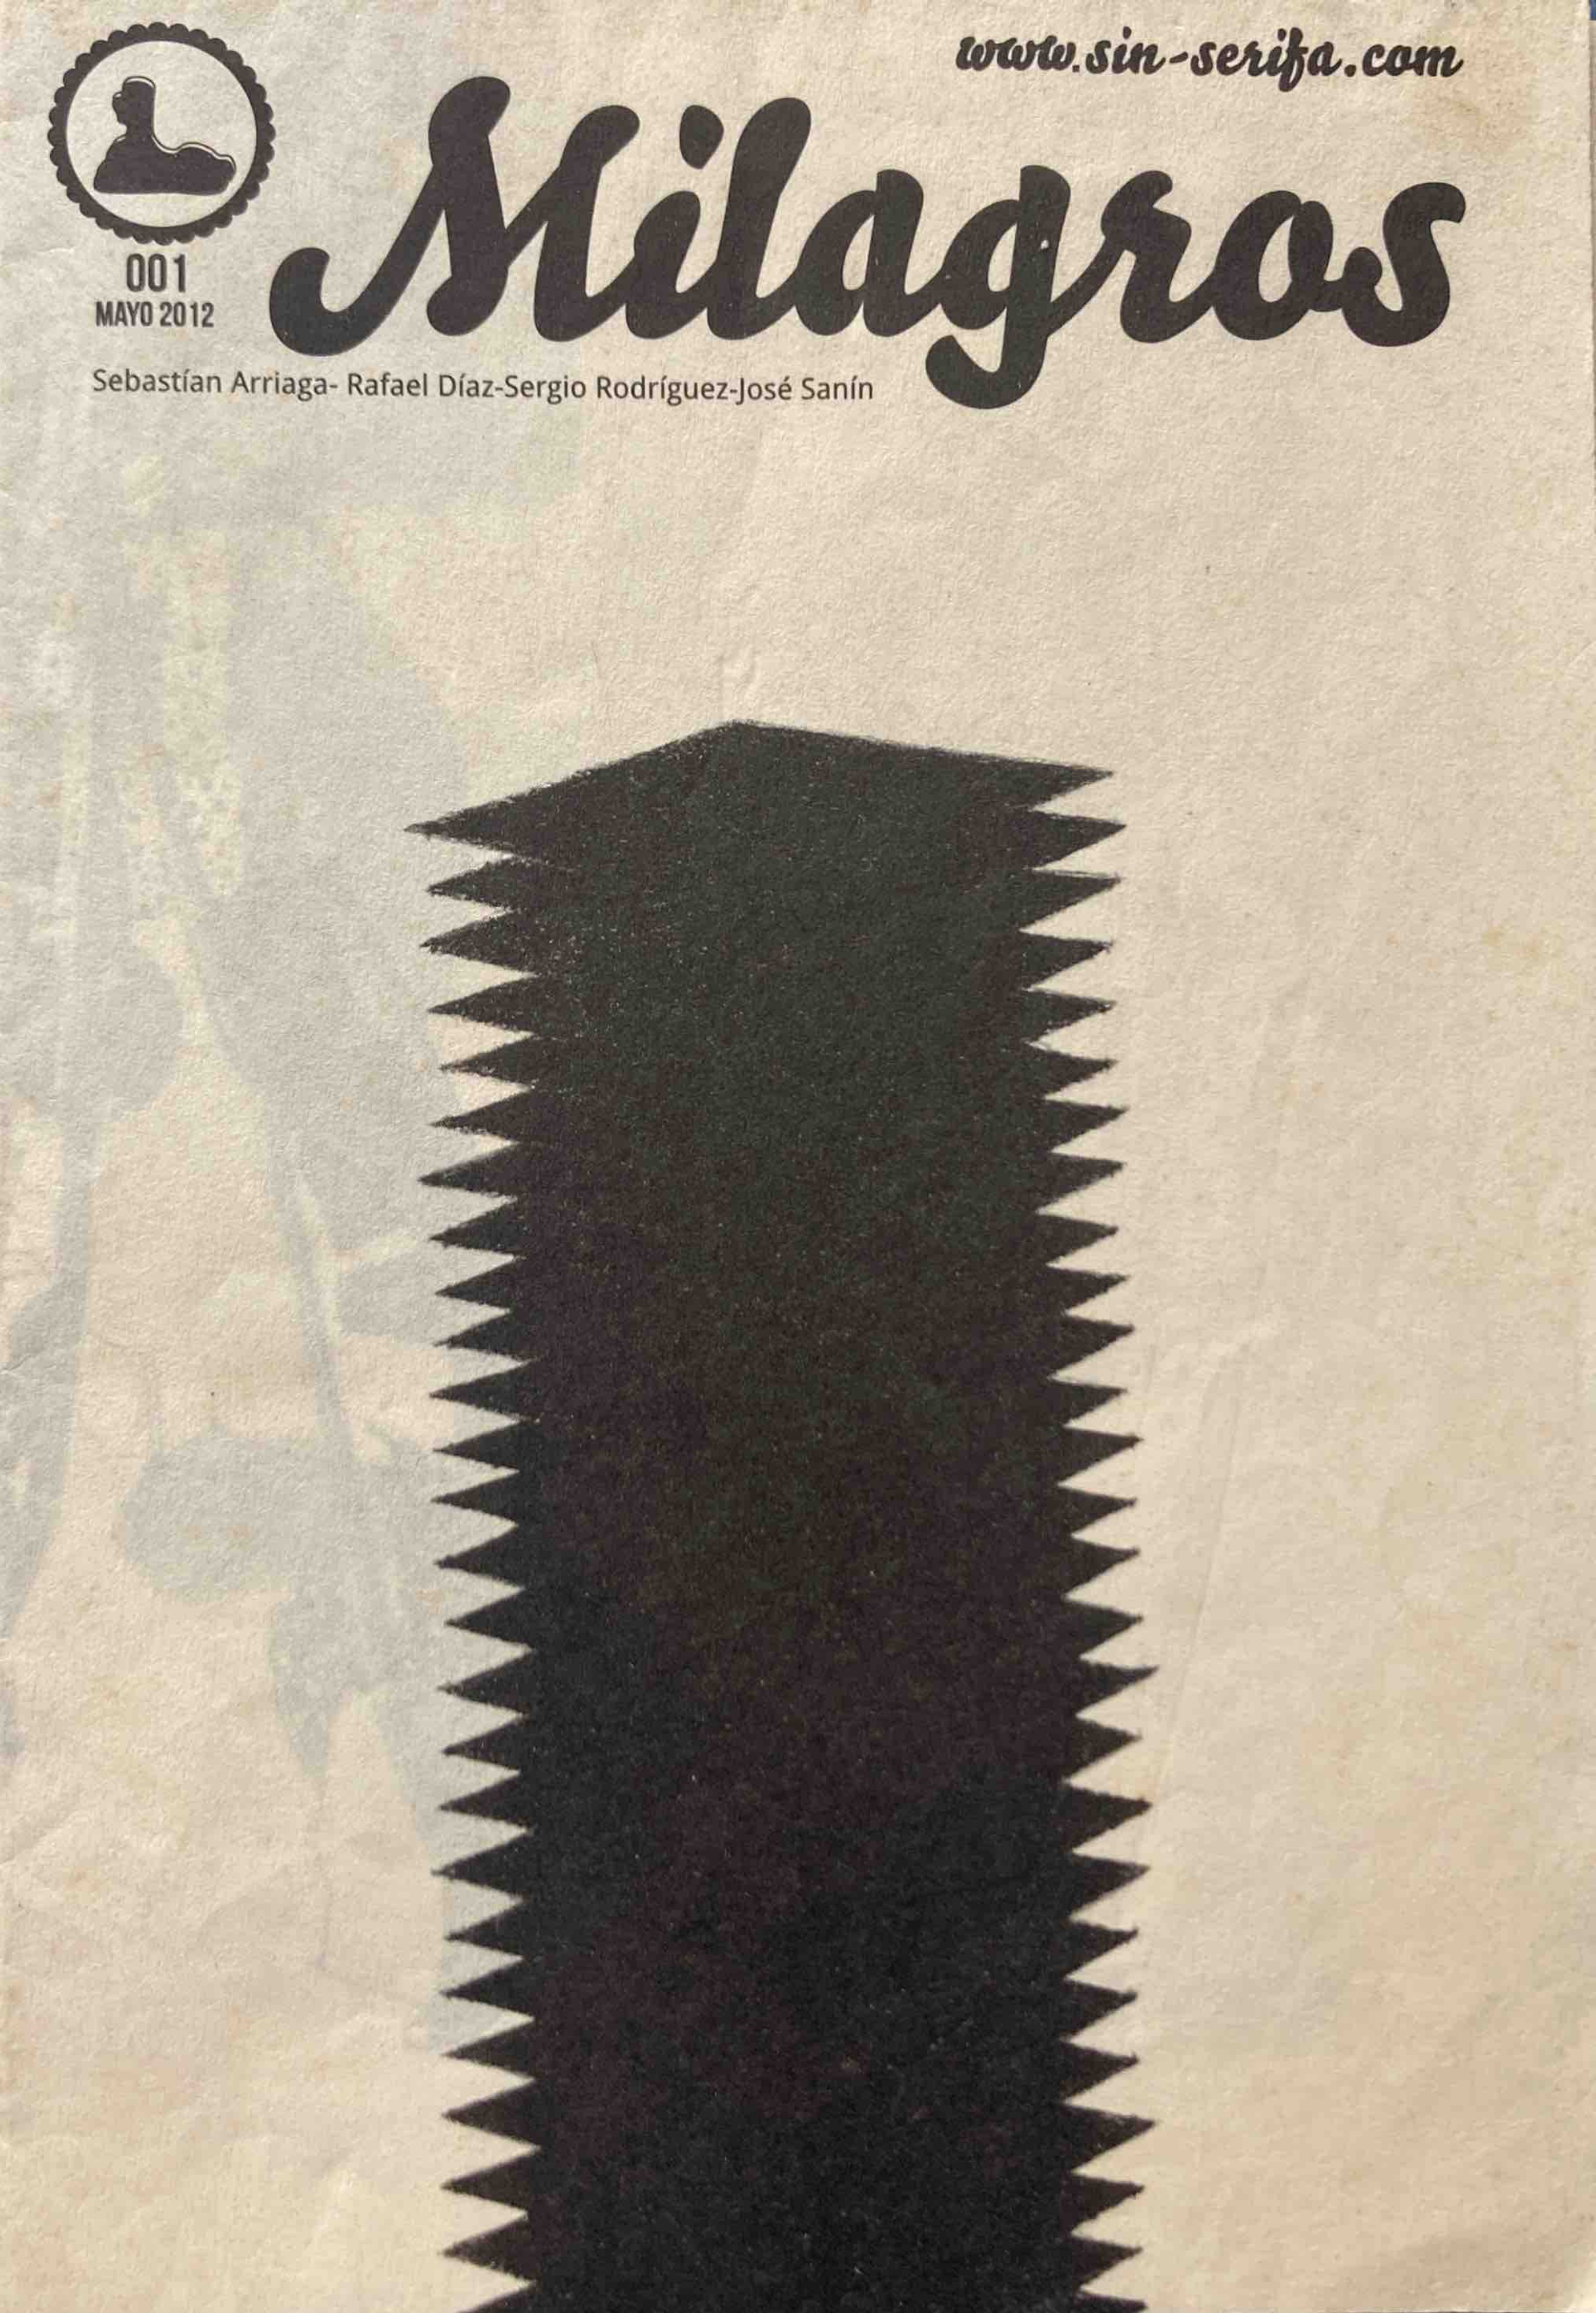 www.sin-serifa.com
Milagros
001
MAYO 2012
Sebastían Arriaga- Rafael Díaz-Sergio Rodríguez-José Sanín